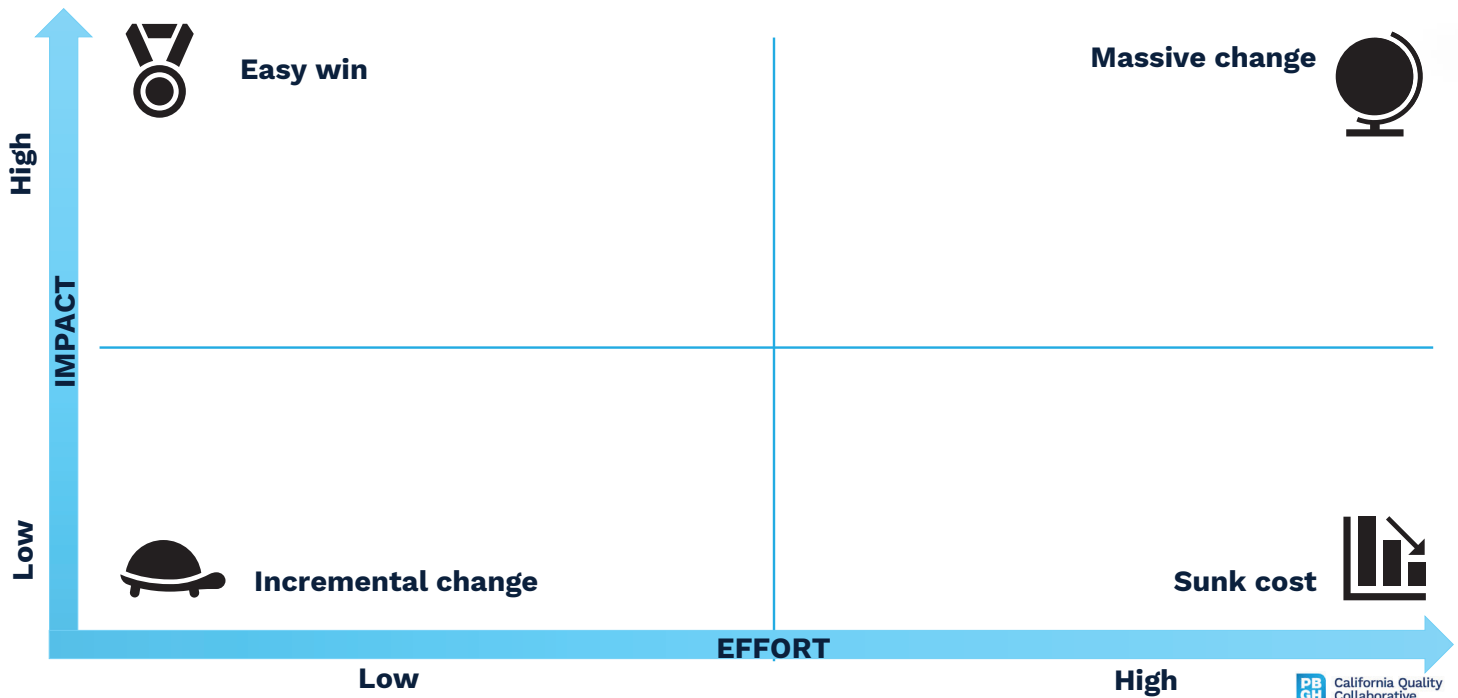 Easy win
Massive change
High
IMPACT
Low
Incremental change
Sunk cost
EFFORT
Low
High
PB
GH
California Quality
Collaborative